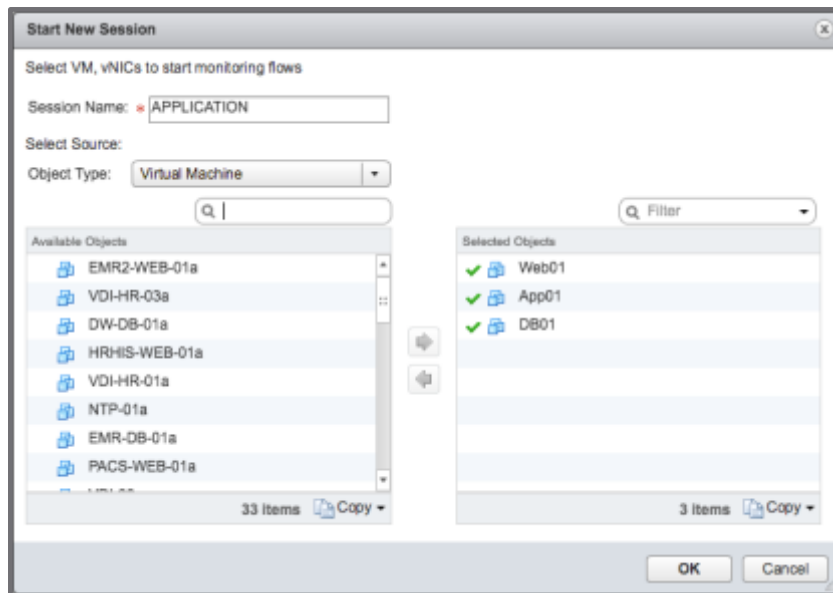 Start New Session
Select VM, vNICs to start monitoring flows
Session Name: * APPLICATION
Select Source:
Object Type: Virtual Machine
Filter
Available Objects
EMR2-WEB-01a
VDI-HR-03a
DW-DB-01a
HRHIS-WEB-01a
VDI-HR-01a
NTP-01a
EMR-DB-01a
PACS-WEB-01a
33 items Copy
Selected Objects
Web01
App01
DB01
3 items Copy
OK Cancel